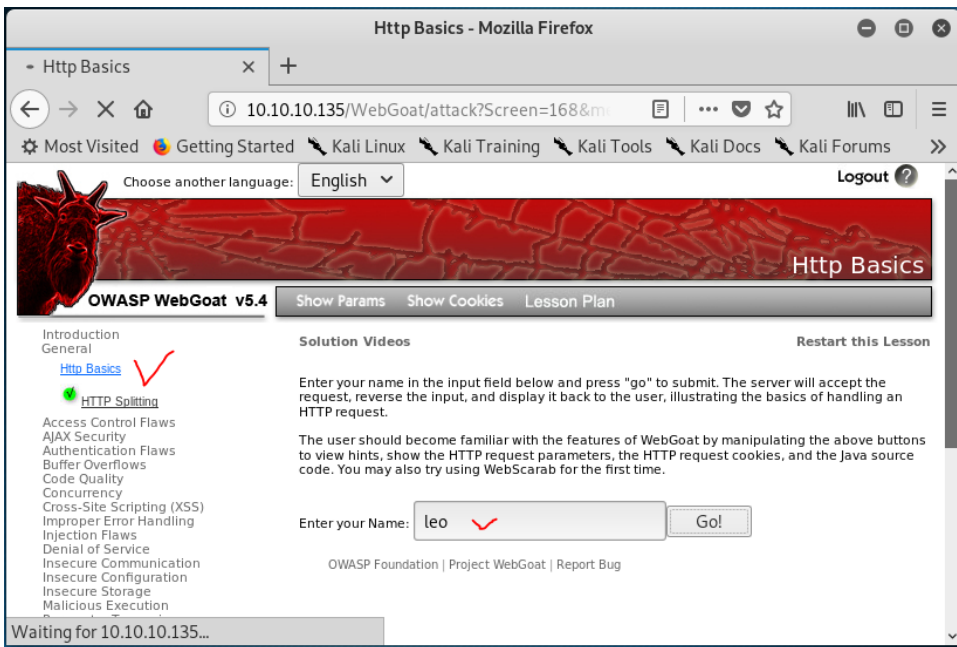 Http Basics - Mozilla Firefox
Http Basics
10.10.10.135/WebGoat/attack?Screen=168&m
Most Visited Getting Started Kali Linux Kali Training Kali Tools Kali Docs Kali Forums
Choose another language: English
Logout
Http Basics
OWASP WebGoat v5.4
Show Params Show Cookies Lesson Plan
Introduction
General
Http Basics
HTTP Splitting
Access Control Flaws
AJAX Security
Authentication Flaws
Buffer Overflows
Code Quality
Concurrency
Cross-Site Scripting (XSS)
Improper Error Handling
Injection Flaws
Denial of Service
Insecure Communication
Insecure Configuration
Insecure Storage
Malicious Execution
Solution Videos
Restart this Lesson
Enter your name in the input field below and press "go" to submit. The server will accept the
request, reverse the input, and display it back to the user, illustrating the basics of handling an
HTTP request.
The user should become familiar with the features of WebGoat by manipulating the above buttons
to view hints, show the HTTP request parameters, the HTTP request cookies, and the Java source
code. You may also try using WebScarab for the first time.
Enter your Name: leo Go!
OWASP Foundation | Project WebGoat | Report Bug
Waiting for 10.10.10.135...